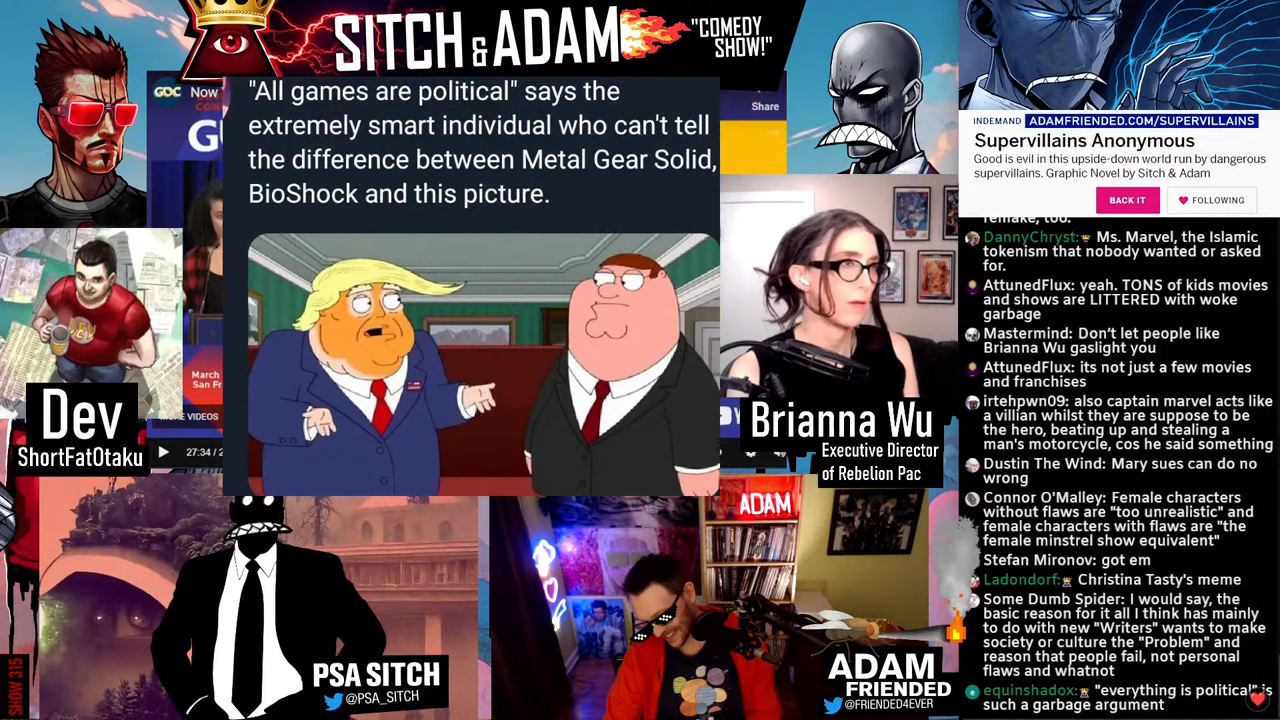 SITCH & ADAM
"COMEDY
SHOW!"
GDC
Now
Share
"All games are political" says the
extremely smart individual who can't tell
the difference between Metal Gear Solid,
BioShock and this picture.
March
San Fr
VIDEOS
27:34 / 2
DEV
Dev
ShortFatOtaku
Brianna Wu
Executive Director
of Rebelion Pac
ADAM
PSA SITCH
@PSA_SITCH
ADAM
FRIENDED
@FRIENDED4EVER
SHOW 315
INDEMAND
ADAMFRIENDED.COM/SUPERVILLAINS
Supervillains Anonymous
Good is evil in this upside-down world run by dangerous
supervillains. Graphic Novel by Sitch & Adam
BACK IT
FOLLOWING
remake, too.
DannyChryst: Ms. Marvel, the Islamic
tokenism that nobody wanted or asked
for.
AttunedFlux: yeah. TONS of kids movies
and shows are LITTERED with woke
garbage
Mastermind: Don't let people like
Brianna Wu gaslight you
AttunedFlux: its not just a few movies
and franchises
irtehpwn09: also captain marvel acts like
a villian whilst they are suppose to be
the hero, beating up and stealing a
man's motorcycle, cos he said something
Dustin The Wind: Mary sues can do no
wrong
Connor O'Malley: Female characters
without flaws are "too unrealistic" and
female characters with flaws are "the
female minstrel show equivalent"
Stefan Mironov: got em
Ladondorf: Christina Tasty's meme
Some Dumb Spider: I would say, the
basic reason for it all I think has mainly
to do with new "Writers" wants to make
society or culture the "Problem" and
reason that people fail, not personal
flaws and whatnot
equinshadox: "everything is political" is
such a garbage argument